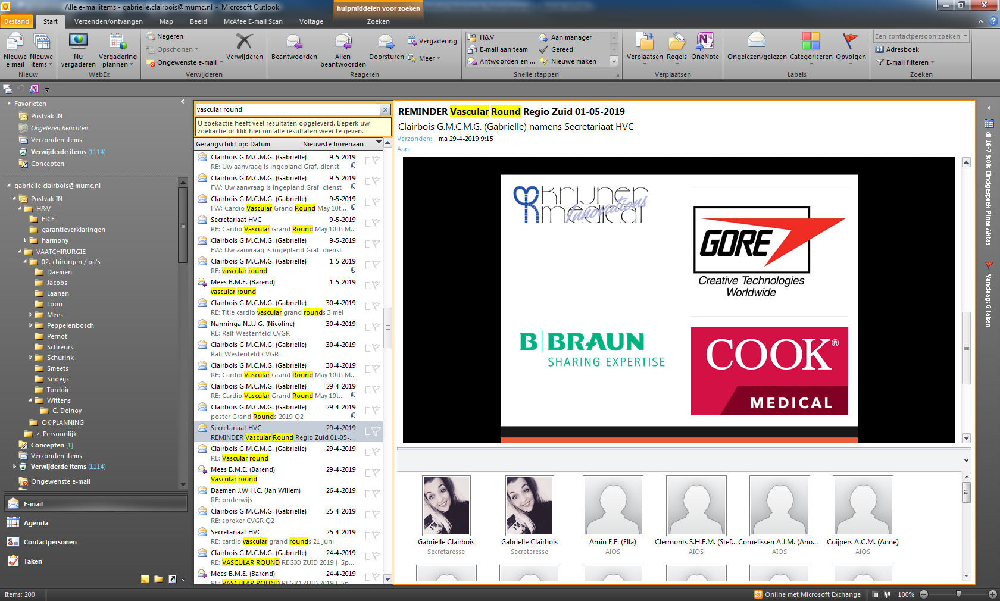 Alle e-mailitems - gabrielle.clairbois@mumc.nl - Microsoft Outlook
hulpmiddelen voor zoeken
Bestand
Start
Verzenden/ontvangen
Map
Beeld
McAfee E-mail Scan
Voltage
Zoeken
Nieuwe e-mail
Nieuwe items
Nieuw
Nu vergaderen
Vergadering plannen
WebEx
Negeren
Opschonen
Ongewenste e-mail
Verwijderen
Verwijderen
Beantwoorden
Allen beantwoorden
Doorsturen
Vergadering
Meer
Reageren
H&V
E-mail aan team
Antwoorden en ...
Aan manager
Gereed
Nieuwe maken
Snelle stappen
Verplaatsen
Regels
OneNote
Verplaatsen
Ongelezen/gelezen
Categoriseren
Opvolgen
Labels
Een contactpersoon zoeken
Adresboek
E-mail filteren
Zoeken
Favorieten
Postvak IN
Ongelezen berichten
Verzonden items
Verwijderde items (1114)
Concepten
gabrielle.clairbois@mumc.nl
Postvak IN
H&V
FiCE
garantieverklaringen
harmony
VAATCHIRURGIE
02. chirurgen / pa's
Daemen
Jacobs
Laanen
Loon
Mees
Peppelenbosch
Pernot
Schreurs
Schurink
Smeets
Snoeijs
Tordoir
Wittens
C. Delnoy
OK PLANNING
z. Persoonlijk
Concepten [1]
Verzonden items
Verwijderde items (1114)
Ongewenste e-mail
E-mail
Agenda
Contactpersonen
Taken
Items: 200
vascular round
U zoekactie heeft veel resultaten opgeleverd. Beperk uw
zoekactie of klik hier om alle resultaten weer te geven.
Gerangschikt op: Datum
Nieuwste bovenaan
Clairbois G.M.C.M.G. (Gabrielle) 9-5-2019
RE: Uw aanvraag is ingepland Graf. dienst
Clairbois G.M.C.M.G. (Gabrielle) 9-5-2019
FW: Uw aanvraag is ingepland Graf. dienst
Clairbois G.M.C.M.G. (Gabrielle) 9-5-2019
FW: Cardio Vascular Grand Round May 10t...
Secretariaat HVC 9-5-2019
RE: Cardio Vascular Grand Round May 10th M...
Clairbois G.M.C.M.G. (Gabrielle) 9-5-2019
FW: Uw aanvraag is ingepland Graf. dienst
Clairbois G.M.C.M.G. (Gabrielle) 1-5-2019
RE: vascular round
Mees B.M.E. (Barend) 1-5-2019
vascular round
Clairbois G.M.C.M.G. (Gabrielle) 30-4-2019
RE: Title cardio vascular grand rounds 3 mei
Nanninga N.J.J.G. (Nicoline) 30-4-2019
RE: Ralf Westenfeld CVGR
Clairbois G.M.C.M.G. (Gabrielle) 30-4-2019
Ralf Westenfeld CVGR
Clairbois G.M.C.M.G. (Gabrielle) 30-4-2019
RE: Cardio Vascular Grand Round May 10th M...
Clairbois G.M.C.M.G. (Gabrielle) 29-4-2019
RE: Cardio Vascular Grand Round May 10t...
Clairbois G.M.C.M.G. (Gabrielle) 29-4-2019
poster Grand Rounds 2019 Q2
Secretariaat HVC 29-4-2019
REMINDER Vascular Round Regio Zuid 01-05-...
Clairbois G.M.C.M.G. (Gabrielle) 29-4-2019
RE: Vascular round
Mees B.M.E. (Barend) 29-4-2019
Vascular round
Daemen J.W.H.C. (Jan Willem) 26-4-2019
RE: onderwijs
Clairbois G.M.C.M.G. (Gabrielle) 25-4-2019
RE: spreker CVGR Q2
Secretariaat HVC 25-4-2019
RE: cardio vascular grand rounds 21 juni
Clairbois G.M.C.M.G. (Gabrielle) 24-4-2019
RE: VASCULAR ROUND REGIO ZUID 2019 | Sp...
Mees B.M.E. (Barend) 24-4-2019
RE: VASCULAR ROUND REGIO ZUID 2019 | Sp...
REMINDER Vascular Round Regio Zuid 01-05-2019
Clairbois G.M.C.M.G. (Gabrielle) namens Secretariaat HVC
Verzonden: ma 29-4-2019 9:15
Aan:
Krijnen
medical
Innovations
GORE
Creative Technologies
Worldwide
B|BRAUN
SHARING EXPERTISE
COOK®
MEDICAL
Gabriëlle Clairbois
Secretaresse
Gabriëlle Clairbois
Secretaresse
Amin E.E. (Ella)
AIOS
Clermonts S.H.E.M. (Stef...
AIOS
Cornelissen A.J.M. (Ano...
AIOS
Cuijpers A.C.M. (Anne)
AIOS
di 16-7 9:00: Eindgesprek Pinar Aktas
Vandaag: 6 taken
Online met Microsoft Exchange
100%